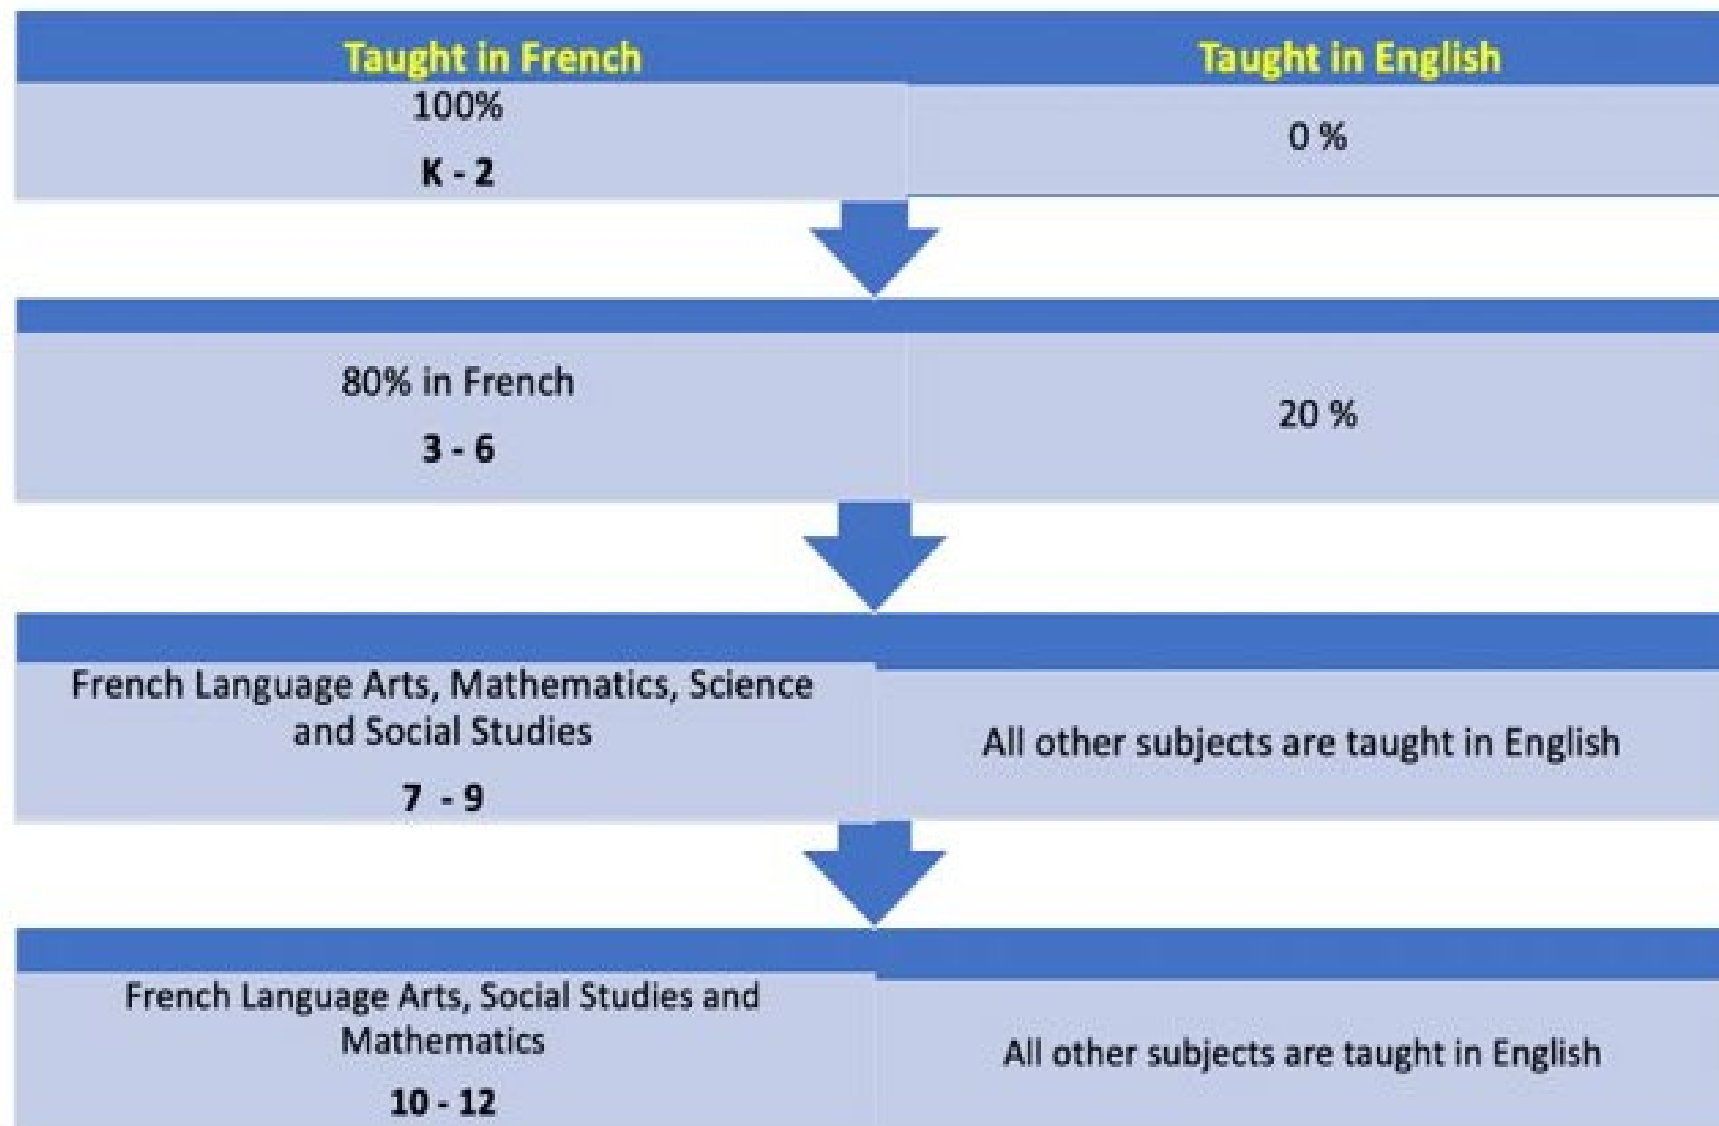 Taught in French
Taught in English
100%
K - 2
0 %
80% in French
3 - 6
20 %
French Language Arts, Mathematics, Science
and Social Studies
7 - 9
All other subjects are taught in English
French Language Arts, Social Studies and
Mathematics
10 - 12
All other subjects are taught in English